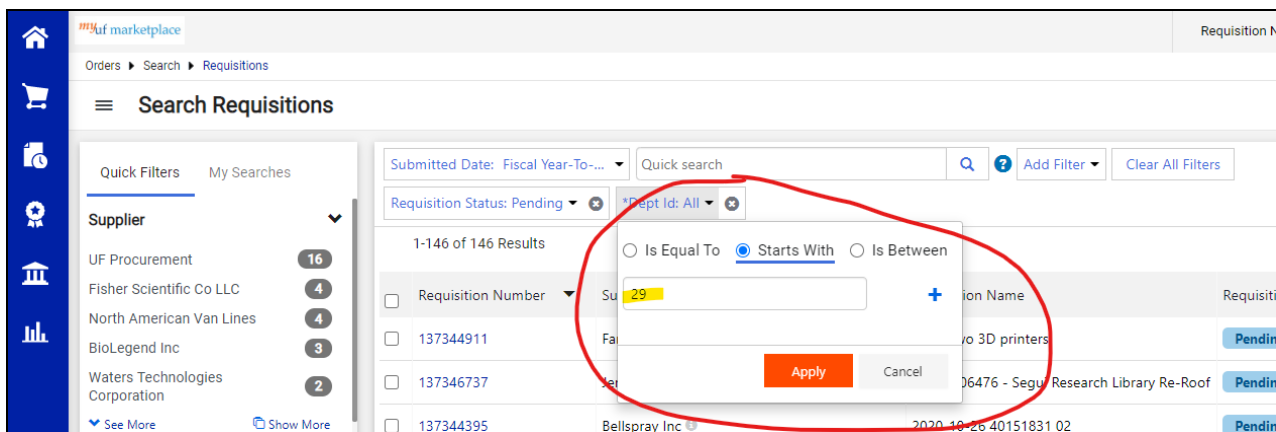 myuf marketplace
Requisition N
Orders Search Requisitions
Search Requisitions
Quick Filters My Searches
Supplier
UF Procurement 16
Fisher Scientific Co LLC 4
North American Van Lines 4
BioLegend Inc 3
Waters Technologies
Corporation 2
See More Show More
Submitted Date: Fiscal Year-To-... Quick search ? Add Filter Clear All Filters
Requisition Status: Pending *Dept Id: All
1-146 of 146 Results
Is Equal To Starts With Is Between
29
Requisition Number Su ion Name Requisiti
137344911 Fa vo 3D printers Pendin
Apply Cancel
137346737 Jer 06476 - Segui Research Library Re-Roof Pendin
137344395 Bellspray Inc 2020-10-26 40151831 02 Pendin